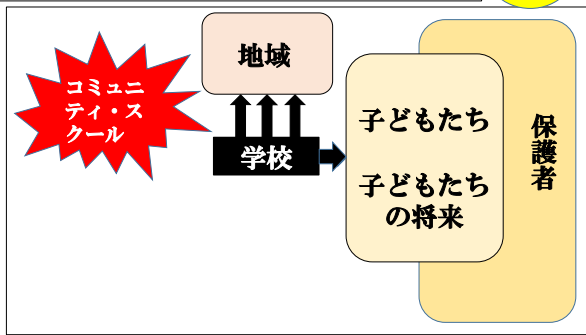 地域
コミュニ
ティ・ス
クール
学校
子どもたち
子どもたち
の将来
保護者